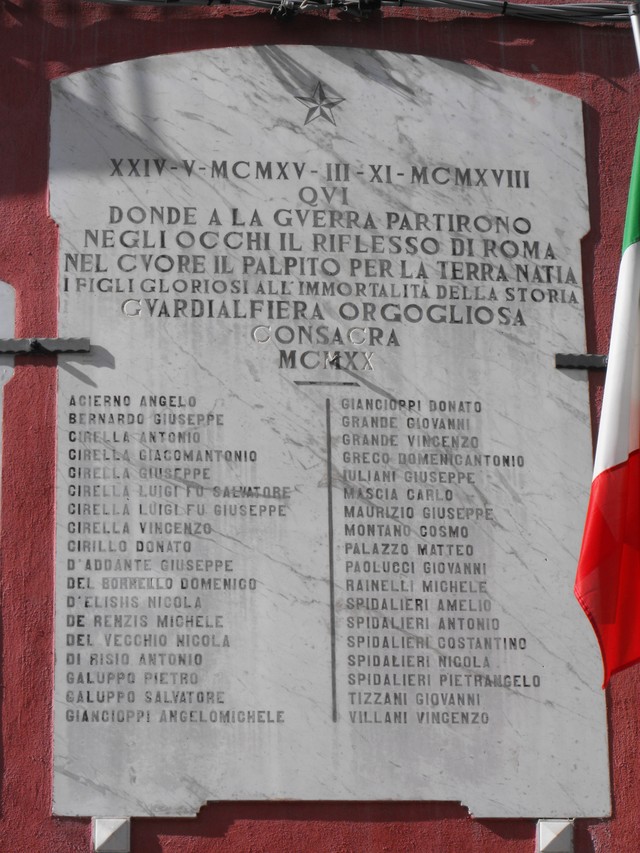 XXIV-V-MCMXV-III-XI-MCMXVIII
QVI
DONDE A LA GVERRA PARTIRONO
NEGLI OCCHI IL RIFLESSO DI ROMA
NEL CVORE IL PALPITO PER LA TERRA NATIA
I FIGLI GLORIOSI ALL'IMMORTALITÀ DELLA STORIA
GVARDIALFIERA ORGOGLIOSA
CONSACRA
MCMXX
ACIERNO ANGELO
BERNARDO GIUSEPPE
CIRELLA ANTONIO
CIRELLA GIACOMANTONIO
CIRELLA GIUSEPPE
CIRELLA LUIGI FU SALVATORE
CIRELLA LUIGI FU GIUSEPPE
CIRELLA VINCENZO
CIRILLO DONATO
D'ADDANTE GIUSEPPE
DEL BORRELLO DOMENICO
D'ELISIIS NICOLA
DE RENZIS MICHELE
DEL VECCHIO NICOLA
DI RISIO ANTONIO
GALUPPO PIETRO
GALUPPO SALVATORE
GIANCIOPPI ANGELOMICHELE
GIANCIOPPI DONATO
GRANDE GIOVANNI
GRANDE VINCENZO
GRECO DOMENICANTONIO
IULIANI GIUSEPPE
MASCIA CARLO
MAURIZIO GIUSEPPE
MONTANO COSMO
PALAZZO MATTEO
PAOLUCCI GIOVANNI
RAINELLI MICHELE
SPIDALIERI AMELIO
SPIDALIERI ANTONIO
SPIDALIERI COSTANTINO
SPIDALIERI NICOLA
SPIDALIERI PIETRANGELO
TIZZANI GIOVANNI
VILLANI VINCENZO